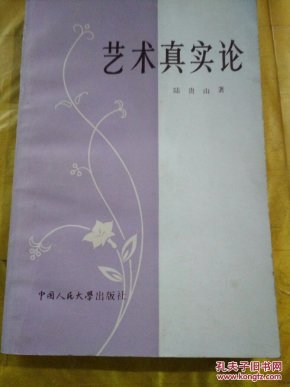 艺术真实论
陆贵山 著
中国人民大学出版社
孔夫子旧书网